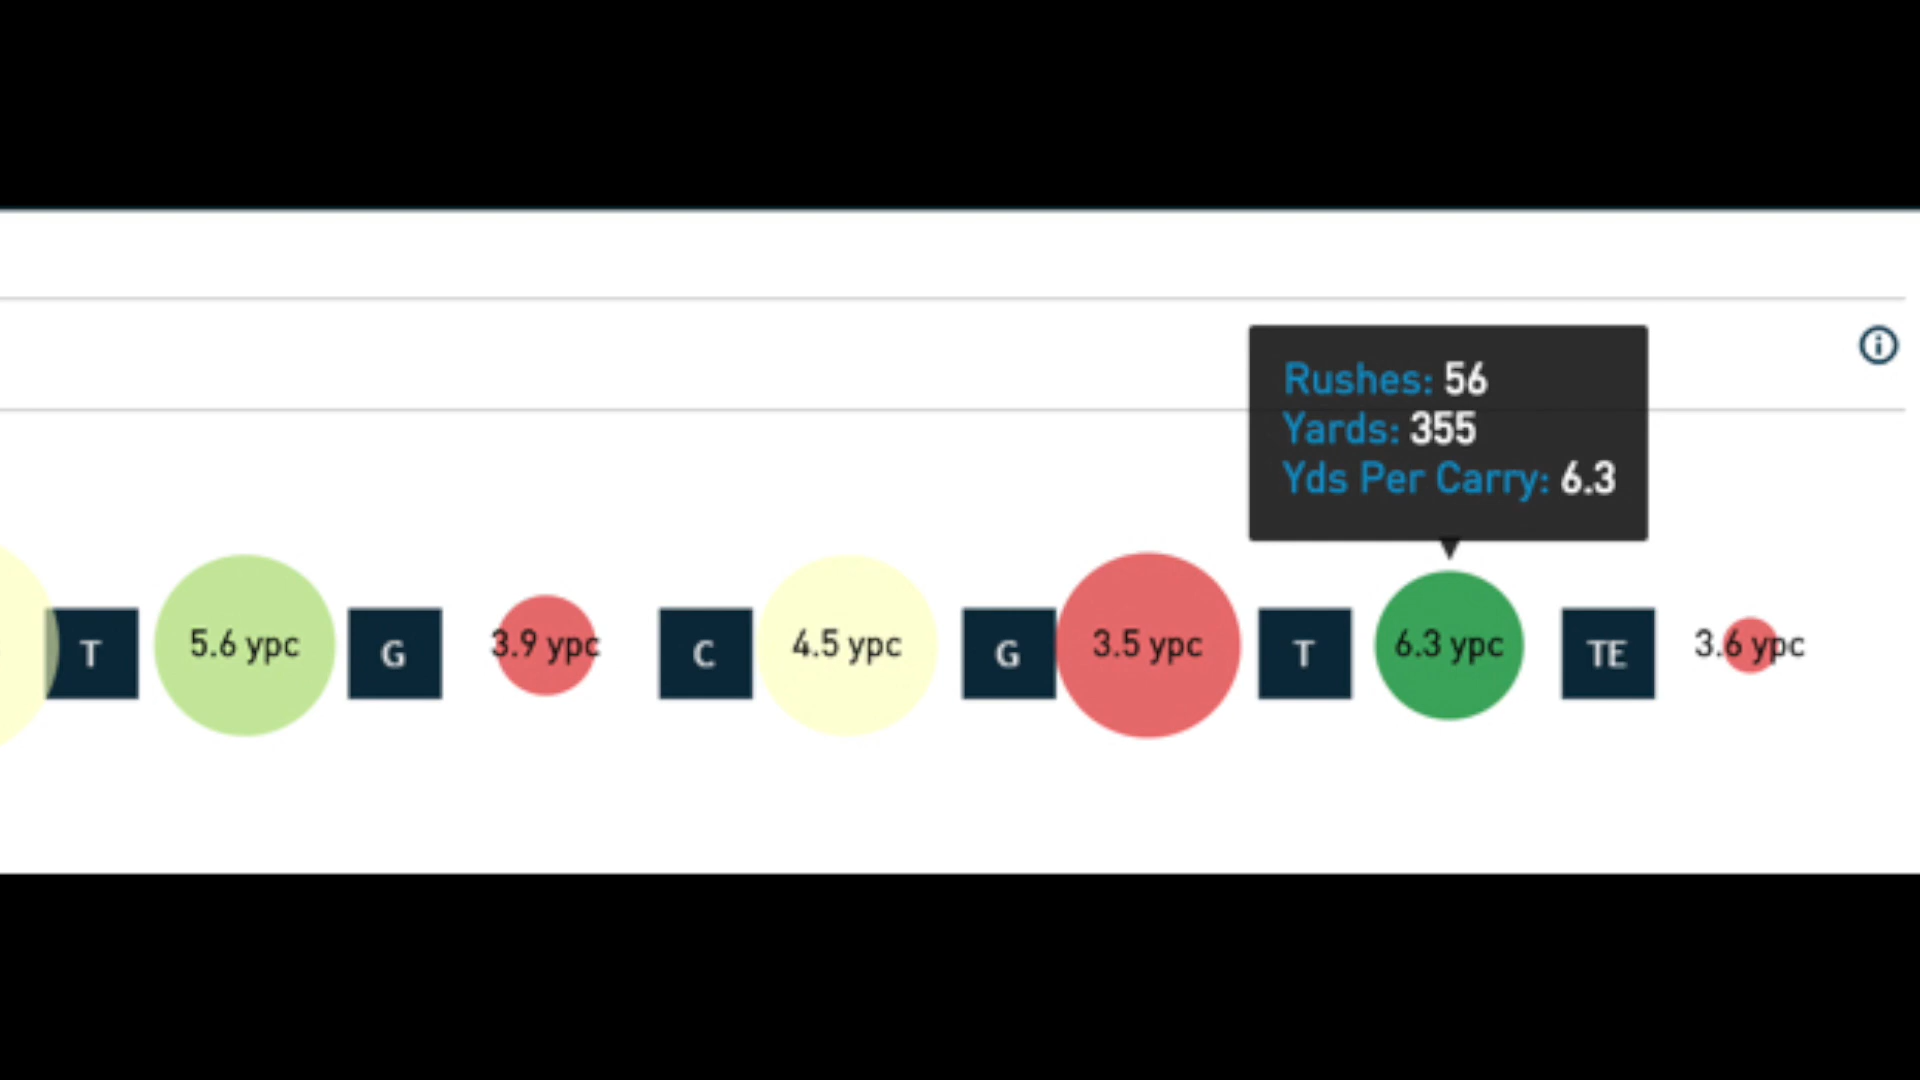 Rushes: 56
Yards: 355
Yds Per Carry: 6.3
T 5.6 ypc G 3.9 ypc C 4.5 ypc G 3.5 ypc T 6.3 ypc TE 3.6 ypc